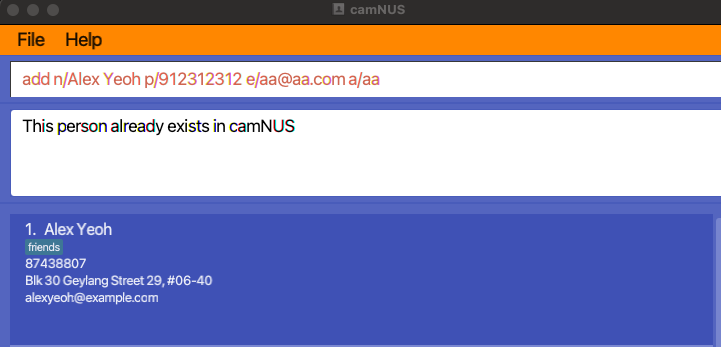 camNUS
File Help
add n/Alex Yeoh p/912312312 e/aa@aa.com a/aa
This person already exists in camNUS
1. Alex Yeoh
friends
87438807
Blk 30 Geylang Street 29, #06-40
alexyeoh@example.com